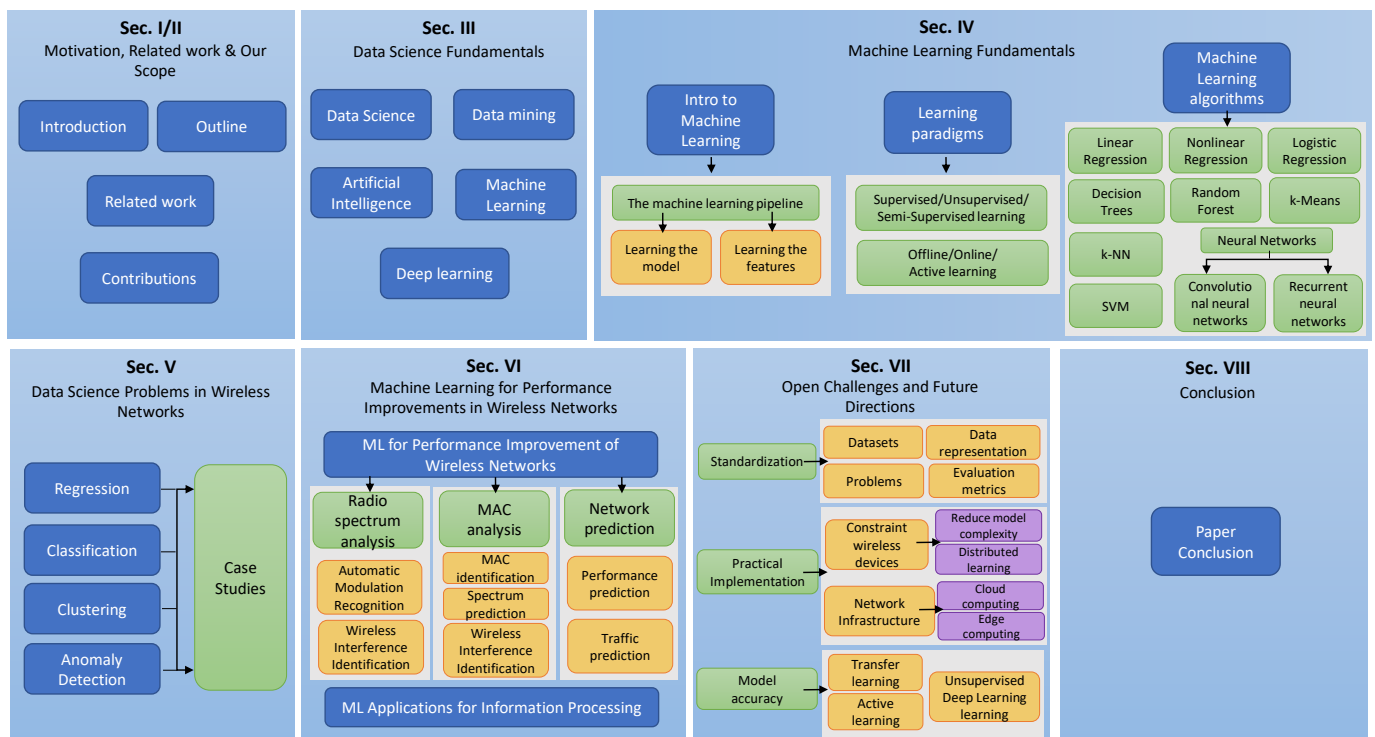 Sec. I/II
Motivation, Related work & Our
Scope
Introduction
Outline
Related work
Contributions
Sec. III
Data Science Fundamentals
Data Science
Data mining
Artificial
Intelligence
Machine
Learning
Deep learning
Sec. IV
Machine Learning Fundamentals
Intro to
Machine
Learning
The machine learning pipeline
Learning the
model
Learning the
features
Learning
paradigms
Supervised/Unsupervised/
Semi-Supervised learning
Offline/Online/
Active learning
Machine
Learning
algorithms
Linear
Regression
Nonlinear
Regression
Logistic
Regression
Decision
Trees
Random
Forest
k-Means
k-NN
Neural Networks
SVM
Convolutio
nal neural
networks
Recurrent
neural
networks
Sec. V
Data Science Problems in Wireless
Networks
Regression
Classification
Clustering
Anomaly
Detection
Case
Studies
Sec. VI
Machine Learning for Performance
Improvements in Wireless Networks
ML for Performance Improvement of
Wireless Networks
Radio
spectrum
analysis
Automatic
Modulation
Recognition
Wireless
Interference
Identification
MAC
analysis
MAC
identification
Spectrum
prediction
Wireless
Interference
Identification
Network
prediction
Performance
prediction
Traffic
prediction
ML Applications for Information Processing
Sec. VII
Open Challenges and Future
Directions
Standardization
Datasets
Data
representation
Problems
Evaluation
metrics
Practical
Implementation
Constraint
wireless
devices
Reduce model
complexity
Distributed
learning
Network
Infrastructure
Cloud
computing
Edge
computing
Model
accuracy
Transfer
learning
Active
learning
Unsupervised
Deep Learning
learning
Sec. VIII
Conclusion
Paper
Conclusion